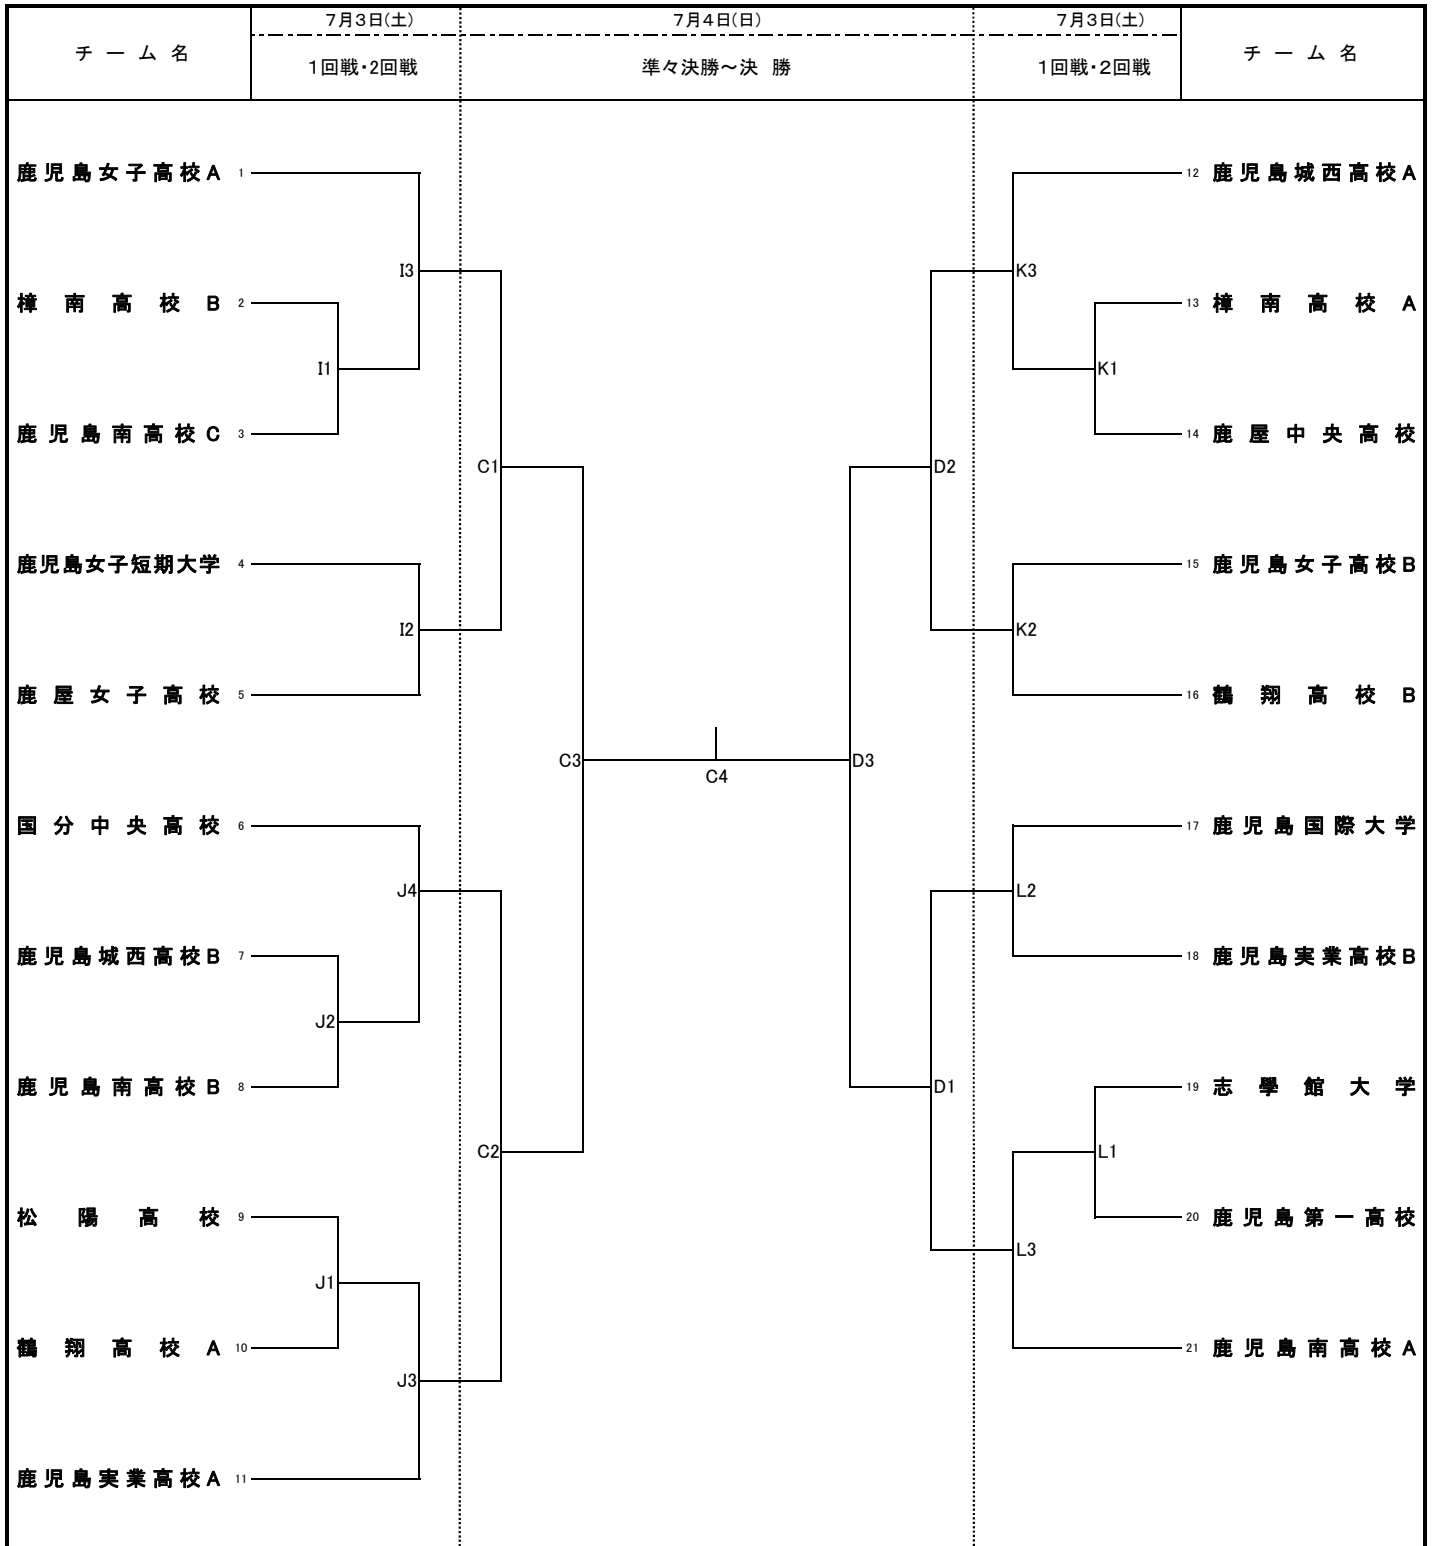 7月3日(土) 7月4日(日) 7月3日(土)
チーム名 1回戦・2回戦 準々決勝～決 勝 1回戦・2回戦 チーム名
鹿児島女子高校A 1 12 鹿児島城西高校A
I3 K3
樟南高校B 2 13 樟南高校A
I1 K1
鹿児島南高校C 3 14 鹿屋中央高校
C1 D2
鹿児島女子短期大学 4 15 鹿児島女子高校B
I2 K2
鹿屋女子高校 5 16 鶴翔高校B
C3 D3
C4
国分中央高校 6 17 鹿児島国際大学
J4 L2
鹿児島城西高校B 7 18 鹿児島実業高校B
J2
鹿児島南高校B 8 D1 19 志學館大学
C2 L1
松陽高校 9 20 鹿児島第一高校
L3
J1
鶴翔高校A 10 21 鹿児島南高校A
J3
鹿児島実業高校A 11